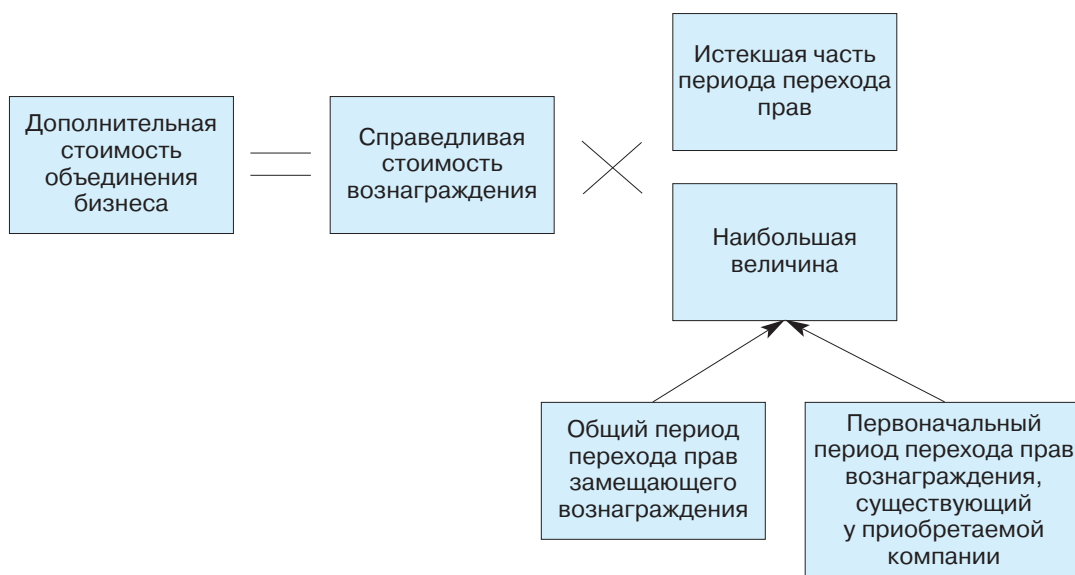 Дополнительная
стоимость
объединения
бизнеса
Справедливая
стоимость
вознаграждения
Истекшая часть
периода перехода
прав
Наибольшая
величина
Общий период
перехода прав
замещающего
вознаграждения
Первоначальный
период перехода прав
вознаграждения,
существующий
у приобретаемой
компании